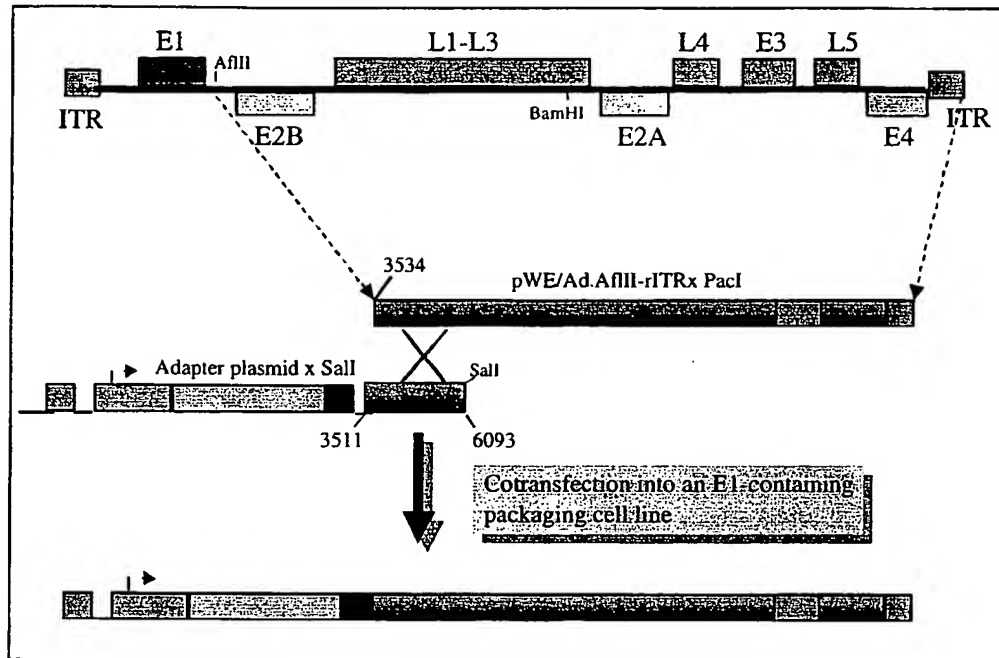 E1
L1-L3
L4
E3
L5
AflII
ITR
E2B
BamHI
E2A
E4
ITR
3534
pWE/Ad.AflIII-rITRx PacI
Adapter plasmid x SalI
SalI
3511
6093
Cotransfection into an E1-containing
packaging cell line